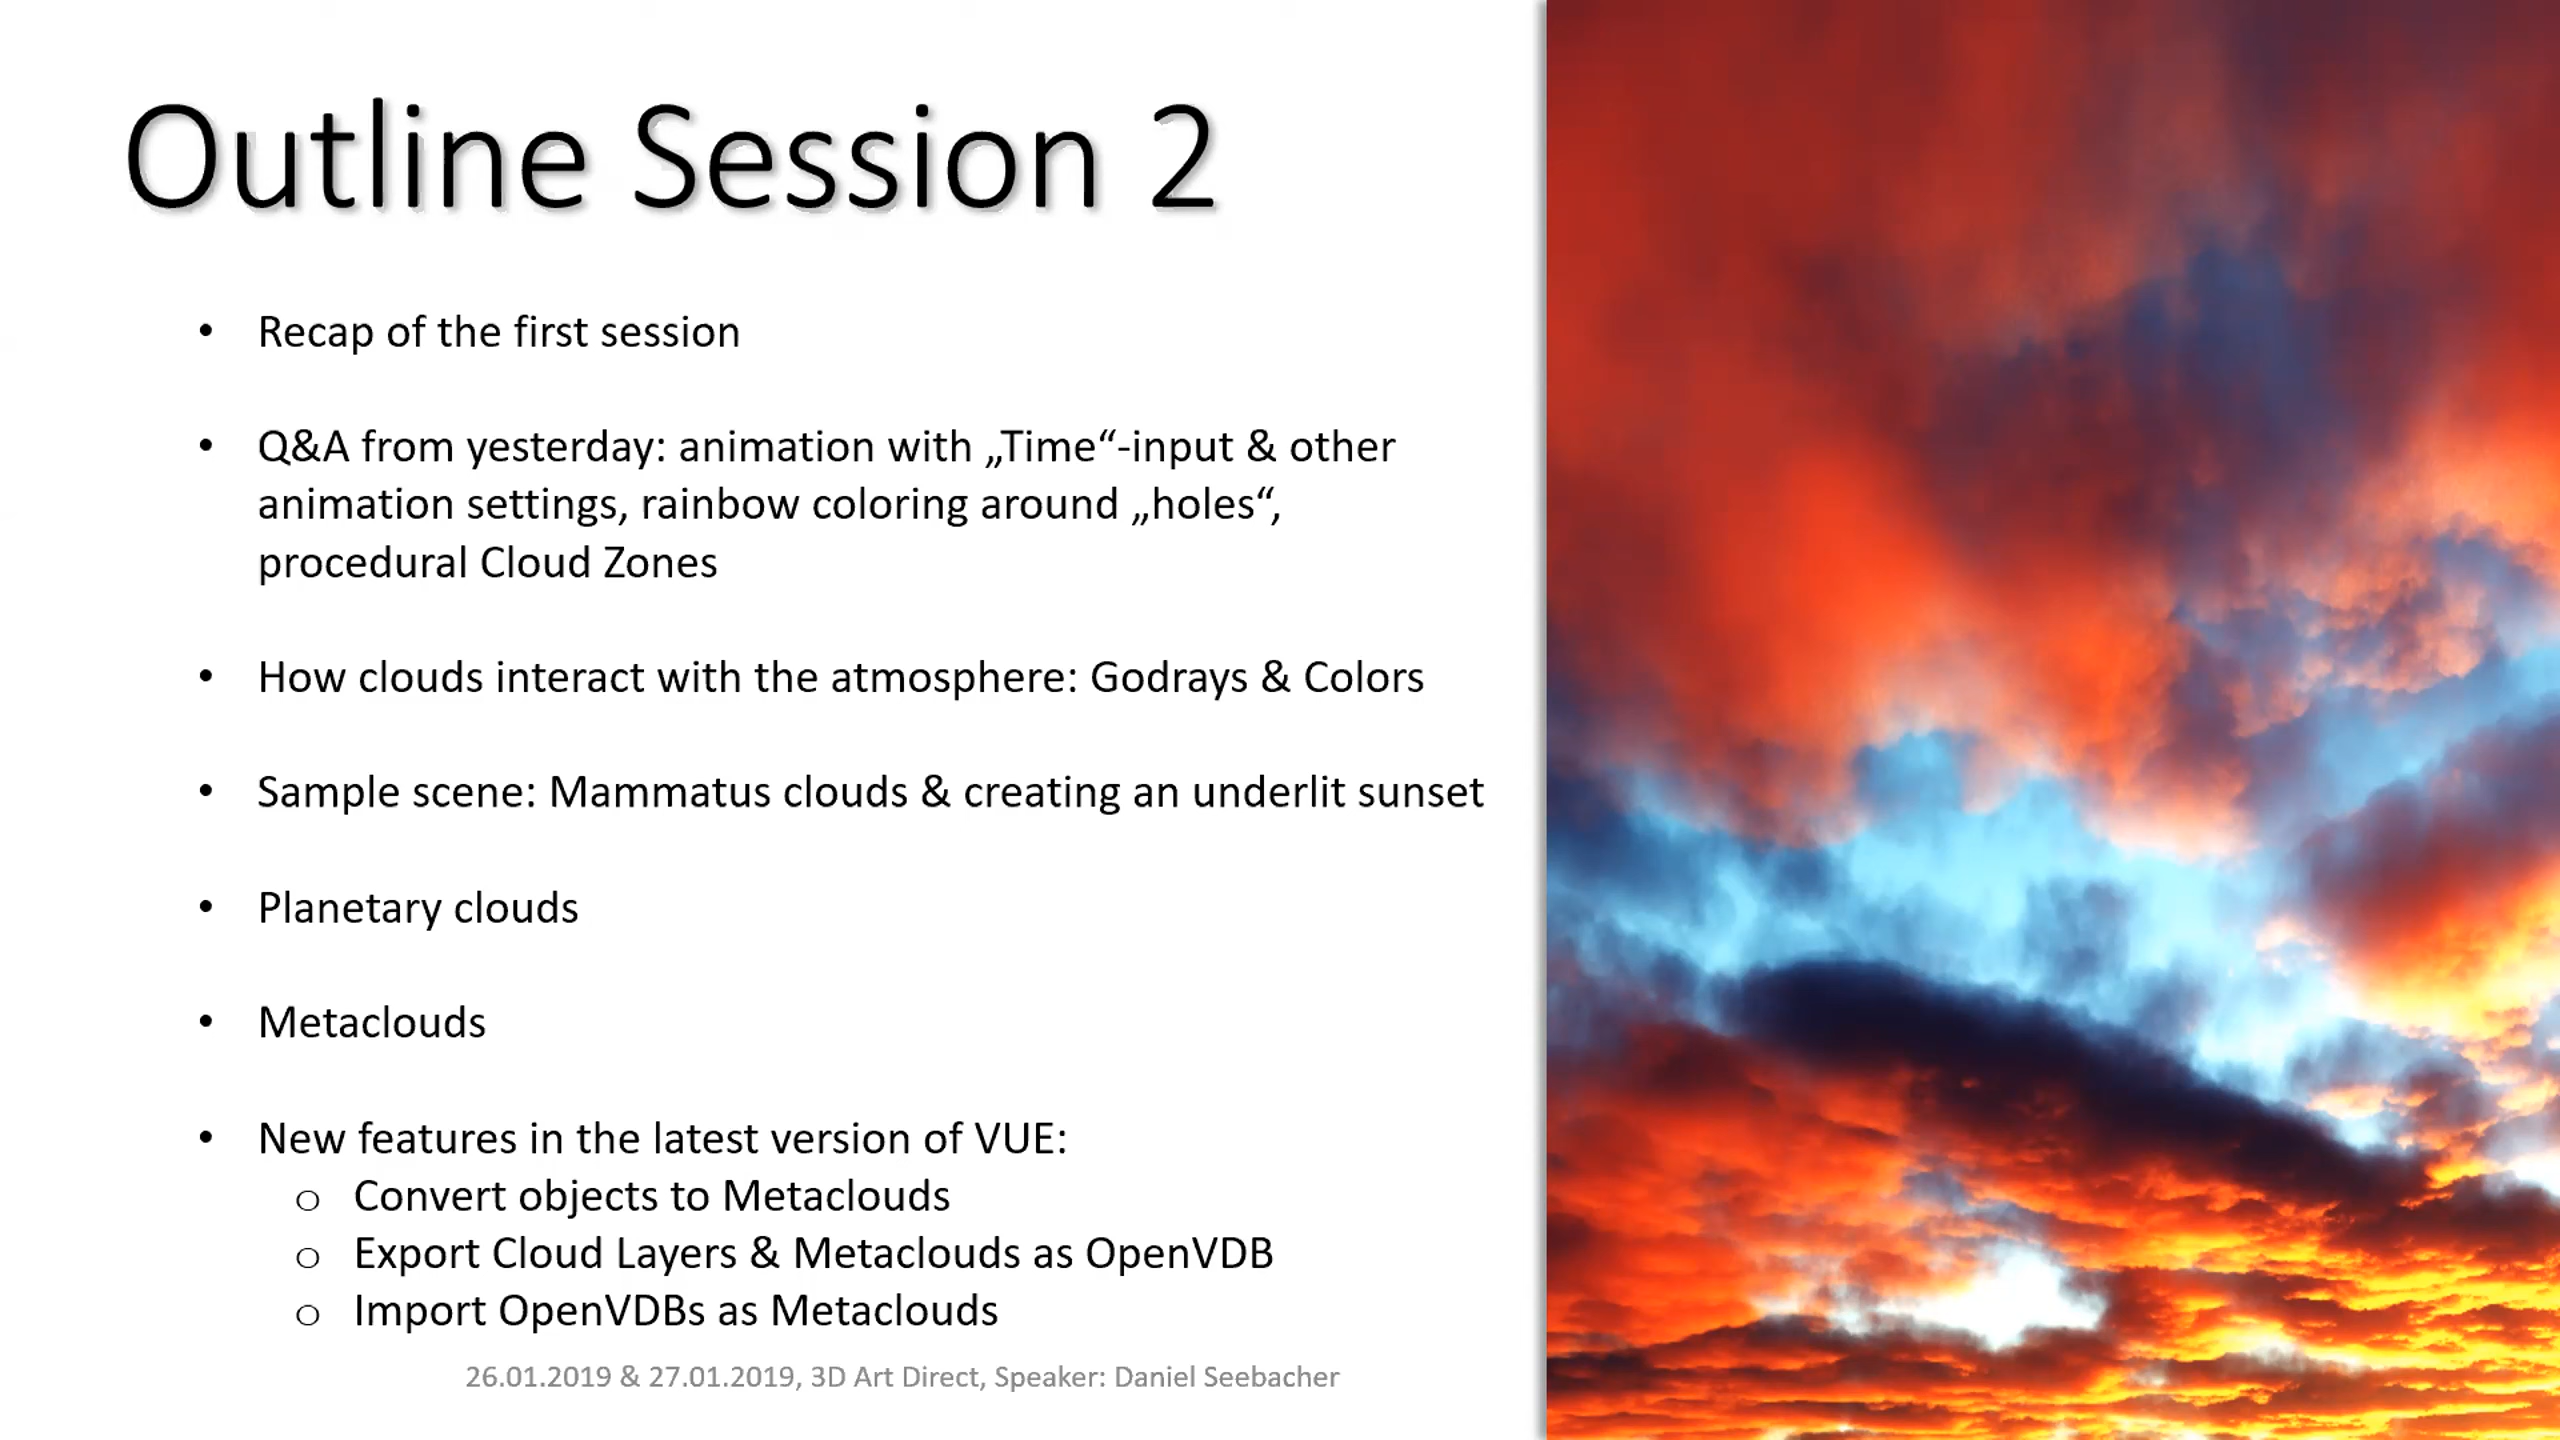 Outline Session 2
• Recap of the first session
• Q&A from yesterday: animation with „Time“-input & other
animation settings, rainbow coloring around „holes“,
procedural Cloud Zones
• How clouds interact with the atmosphere: Godrays & Colors
• Sample scene: Mammatus clouds & creating an underlit sunset
• Planetary clouds
• Metaclouds
• New features in the latest version of VUE:
o Convert objects to Metaclouds
o Export Cloud Layers & Metaclouds as OpenVDB
o Import OpenVDBs as Metaclouds
26.01.2019 & 27.01.2019, 3D Art Direct, Speaker: Daniel Seebacher